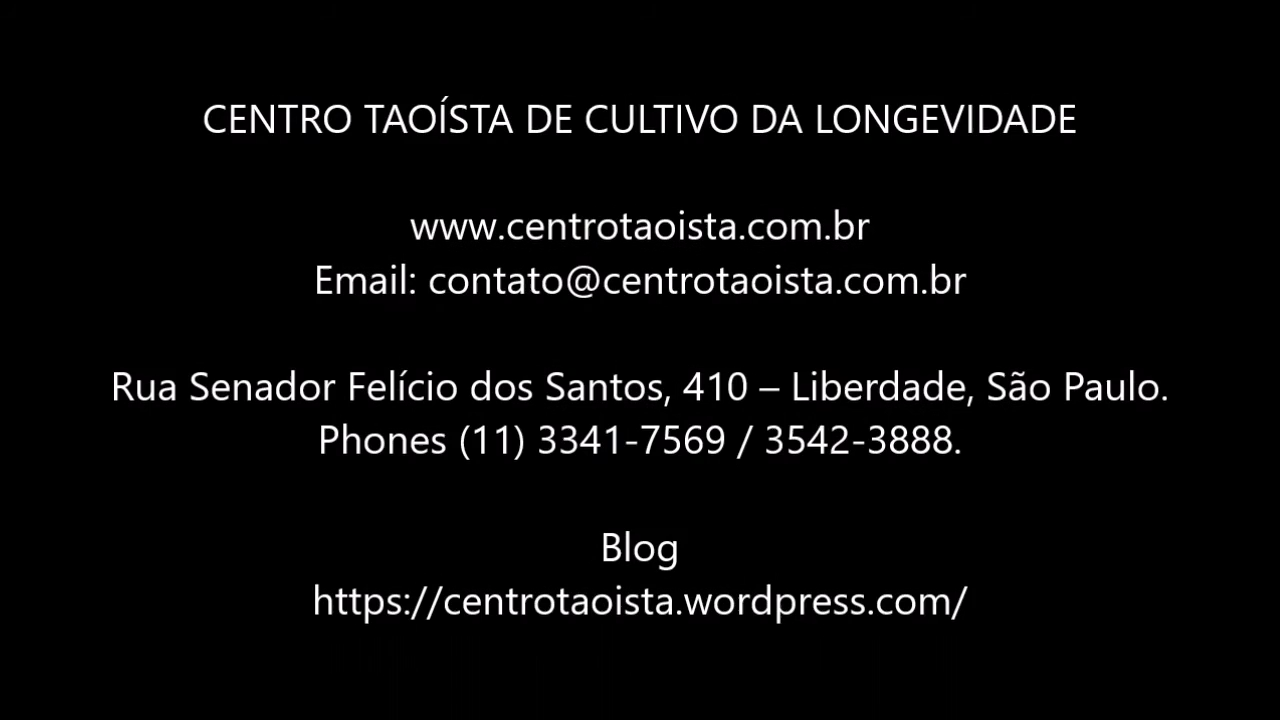 CENTRO TAOÍSTA DE CULTIVO DA LONGEVIDADE
www.centrotaoista.com.br
Email: contato@centrotaoista.com.br
Rua Senador Felício dos Santos, 410 – Liberdade, São Paulo.
Phones (11) 3341-7569 / 3542-3888.
Blog
https://centrotaoista.wordpress.com/